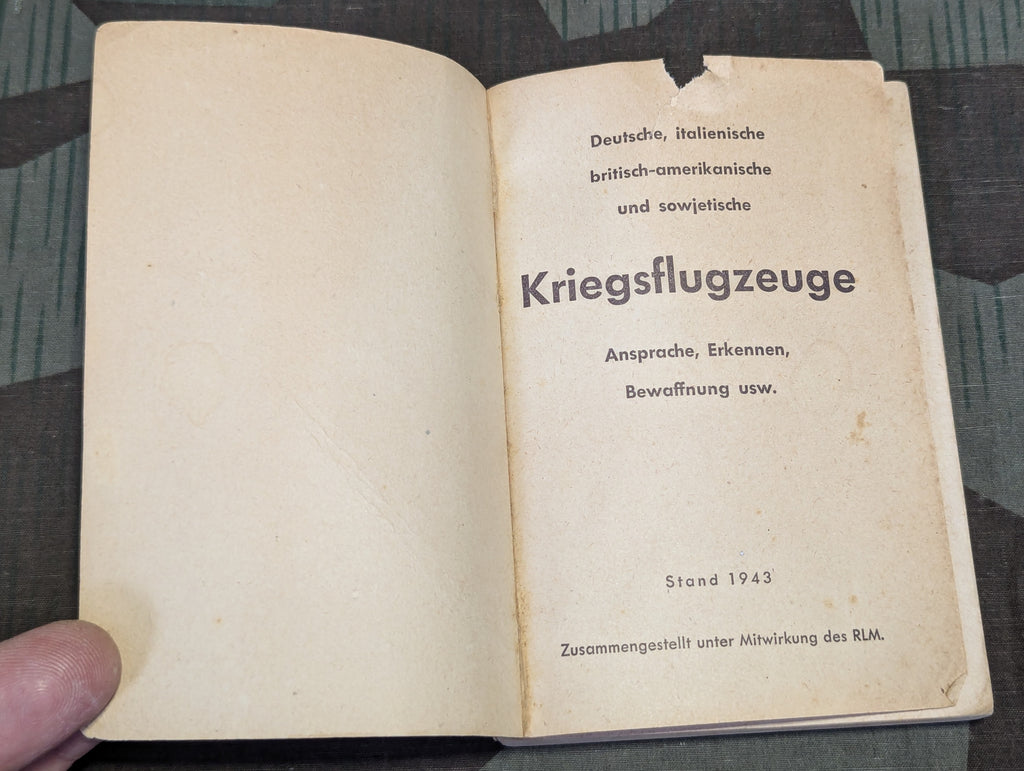 Deutsche, italienische
britisch-amerikanische
und sowjetische
Kriegsflugzeuge
Ansprache, Erkennen,
Bewaffnung usw.
Stand 1943
Zusammengestellt unter Mitwirkung des RLM.